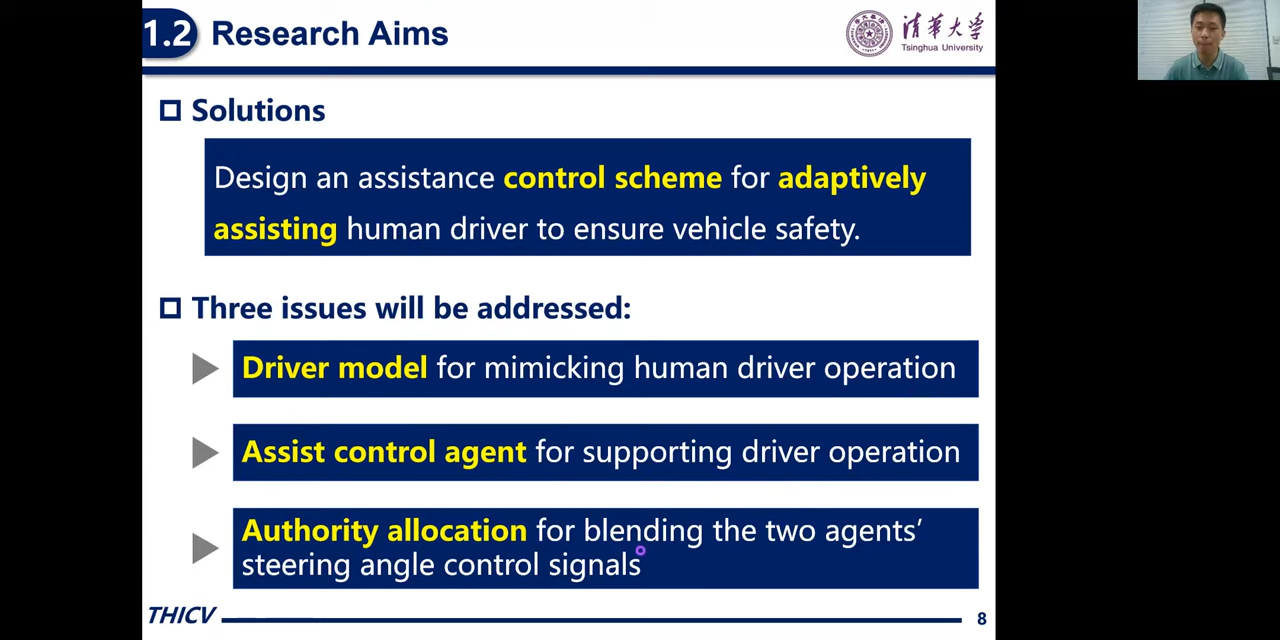 1.2 Research Aims
清華大学
Tsinghua University
Solutions
Design an assistance control scheme for adaptively
assisting human driver to ensure vehicle safety.
Three issues will be addressed:
Driver model for mimicking human driver operation
Assist control agent for supporting driver operation
Authority allocation for blending the two agents’
steering angle control signals
THICV
8